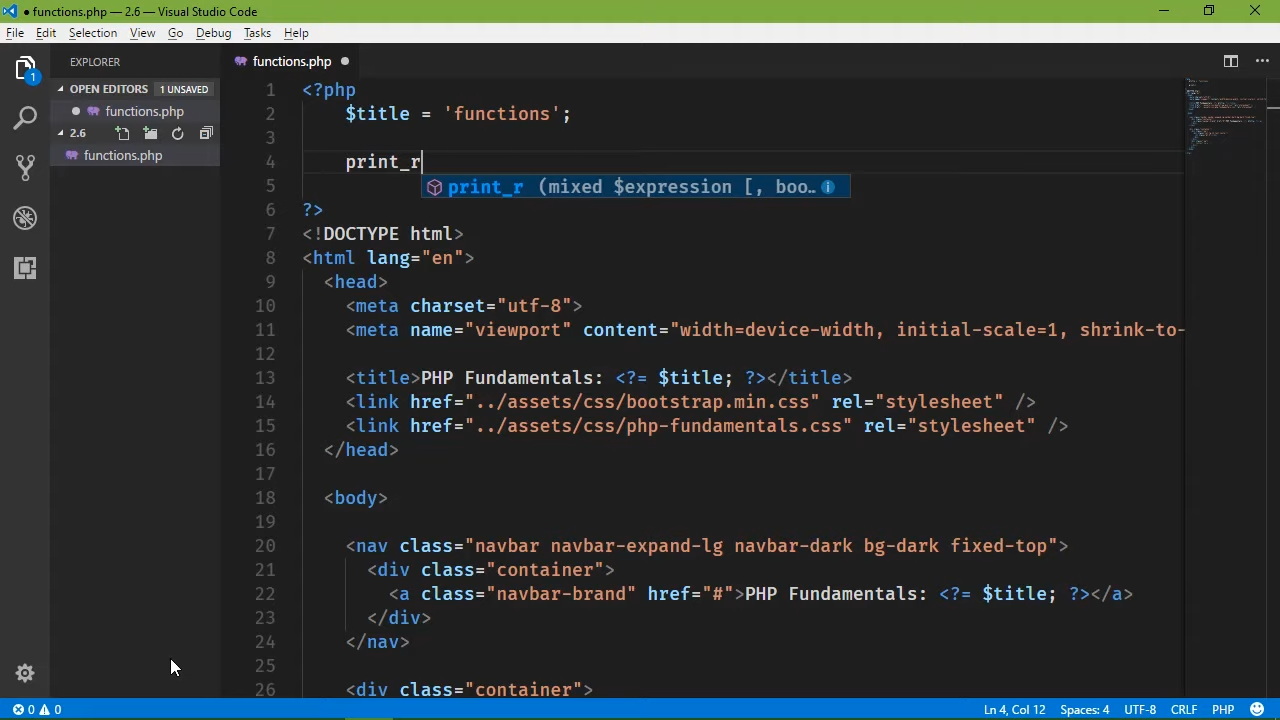 ● functions.php — 2.6 — Visual Studio Code
File Edit Selection View Go Debug Tasks Help
EXPLORER
OPEN EDITORS 1 UNSAVED
functions.php
2.6
functions.php
1
functions.php
1 <?php
2 $title = 'functions';
3
4 print_r
print_r (mixed $expression [, boo…
5
6 ?>
7 <!DOCTYPE html>
8 <html lang="en">
9 <head>
10 <meta charset="utf-8">
11 <meta name="viewport" content="width=device-width, initial-scale=1, shrink-to-
12
13 <title>PHP Fundamentals: <?= $title; ?></title>
14 <link href="../assets/css/bootstrap.min.css" rel="stylesheet" />
15 <link href="../assets/css/php-fundamentals.css" rel="stylesheet" />
16 </head>
17
18 <body>
19
20 <nav class="navbar navbar-expand-lg navbar-dark bg-dark fixed-top">
21 <div class="container">
22 <a class="navbar-brand" href="#">PHP Fundamentals: <?= $title; ?></a>
23 </div>
24 </nav>
25
26 <div class="container">
0 0
Ln 4, Col 12 Spaces: 4 UTF-8 CRLF PHP